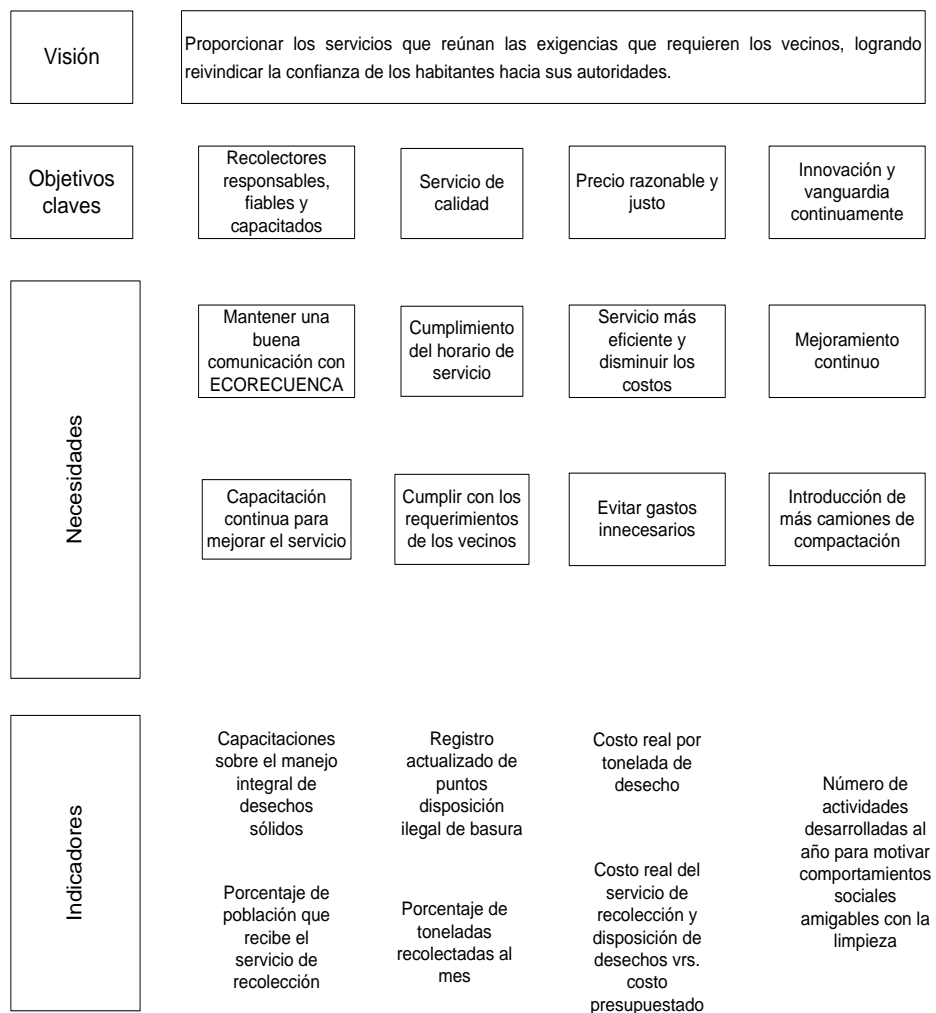 Visión
Proporcionar los servicios que reúnan las exigencias que requieren los vecinos, logrando
reivindicar la confianza de los habitantes hacia sus autoridades.
Objetivos
claves
Recolectores
responsables,
fiables y
capacitados
Servicio de
calidad
Precio razonable y
justo
Innovación y
vanguardia
continuamente
Necesidades
Mantener una
buena
comunicación con
ECORECUENCA
Cumplimiento
del horario de
servicio
Servicio más
eficiente y
disminuir los
costos
Mejoramiento
continuo
Capacitación
continua para
mejorar el servicio
Cumplir con los
requerimientos
de los vecinos
Evitar gastos
innecesarios
Introducción de
más camiones de
compactación
Indicadores
Capacitaciones
sobre el manejo
integral de
desechos
sólidos
Registro
actualizado de
puntos
disposición
ilegal de basura
Costo real por
tonelada de
desecho
Número de
actividades
desarrolladas al
año para motivar
comportamientos
sociales
amigables con la
limpieza
Porcentaje de
población que
recibe el
servicio de
recolección
Porcentaje de
toneladas
recolectadas al
mes
Costo real del
servicio de
recolección y
disposición de
desechos vrs.
costo
presupuestado